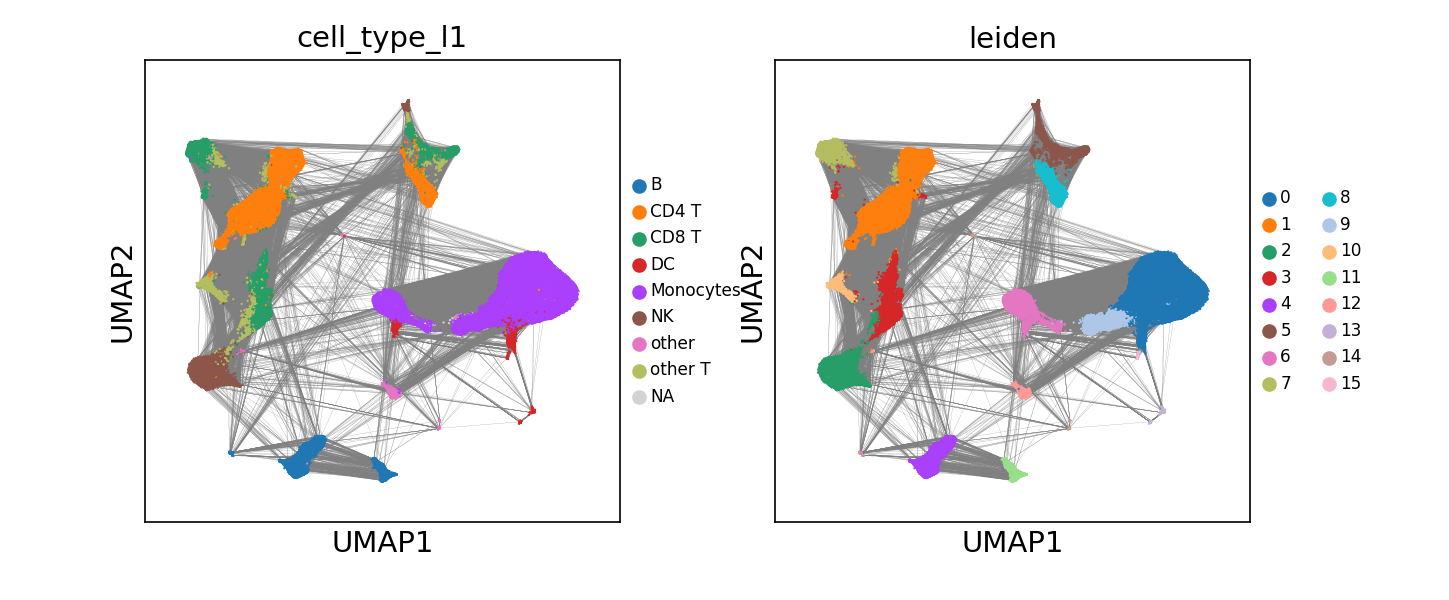 cell_type_l1
UMAP2
UMAP1
B
CD4 T
CD8 T
DC
Monocytes
NK
other
other T
NA
leiden
UMAP2
UMAP1
0
1
2
3
4
5
6
7
8
9
10
11
12
13
14
15